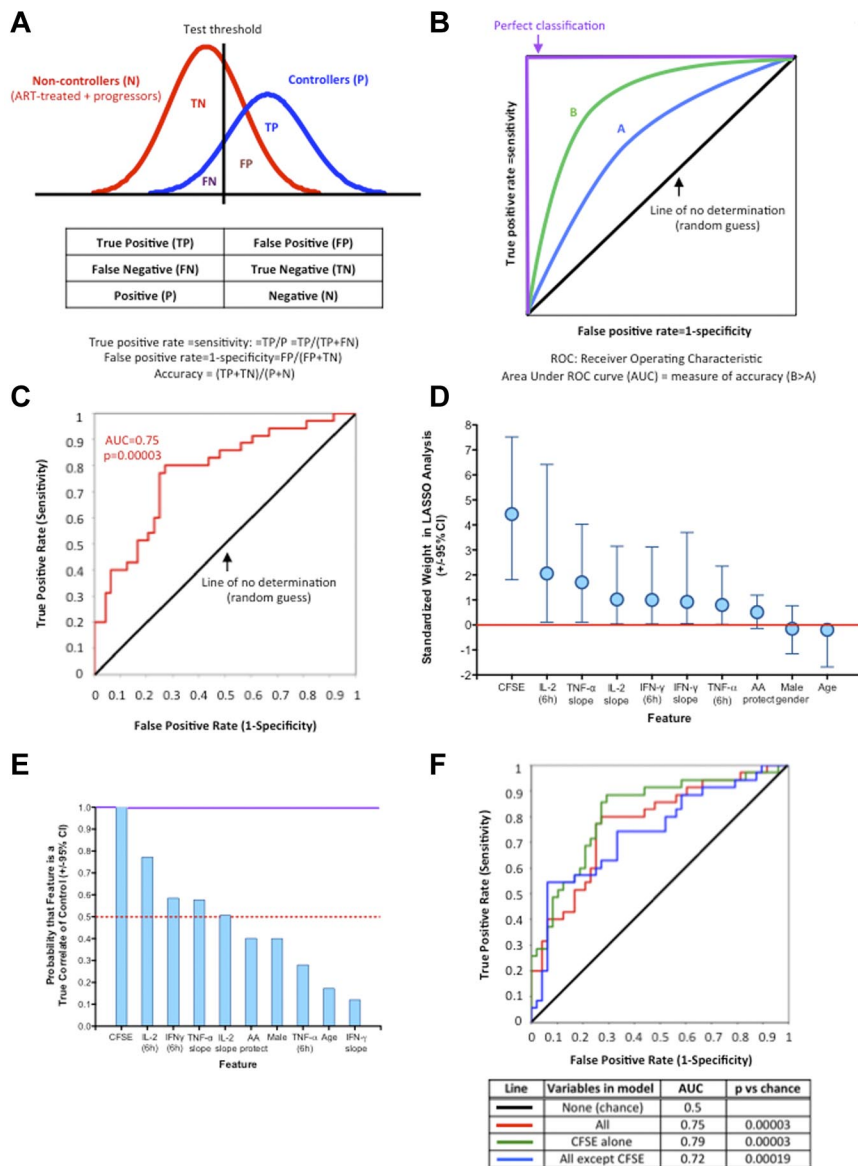 A
Test threshold
Non-controllers (N)
(ART-treated + progressors)
Controllers (P)
TN
TP
FN
FP
True Positive (TP) False Positive (FP)
False Negative (FN) True Negative (TN)
Positive (P) Negative (N)
True positive rate =sensitivity: =TP/P =TP/(TP+FN)
False positive rate=1-specificity=FP/(FP+TN)
Accuracy = (TP+TN)/(P+N)
B
Perfect classification
B
A
Line of no determination
(random guess)
True positive rate =sensitivity
False positive rate=1-specificity
ROC: Receiver Operating Characteristic
Area Under ROC curve (AUC) = measure of accuracy (B>A)
C
AUC=0.75
p=0.00003
1
0.9
0.8
0.7
0.6
0.5
0.4
0.3
0.2
0.1
0
True Positive Rate (Sensitivity)
Line of no determination
(random guess)
0 0.1 0.2 0.3 0.4 0.5 0.6 0.7 0.8 0.9 1
False Positive Rate (1-Specificity)
D
Standardized Weight in LASSO Analysis
(+/-95% CI)
8
7
6
5
4
3
2
1
0
-1
-2
CFSE
IL-2
(6h)
TNF-α
slope
IL-2
slope
IFN-γ
(6h)
IFN-γ
slope
TNF-α
(6h)
AA
protect
Male
gender
Age
Feature
E
Probability that Feature is a
True Correlate of Control (+/-95% CI)
1.0
0.9
0.8
0.7
0.6
0.5
0.4
0.3
0.2
0.1
0.0
CFSE
IL-2
(6h)
IFNγ
(6h)
TNF-α
slope
IL-2
slope
AA
protect
Male
TNF-α
(6h)
Age
IFN-γ
slope
Feature
F
1
0.9
0.8
0.7
0.6
0.5
0.4
0.3
0.2
0.1
0
True Positive Rate (Sensitivity)
0 0.1 0.2 0.3 0.4 0.5 0.6 0.7 0.8 0.9 1
False Positive Rate (1-Specificity)
Line Variables in model AUC p vs chance
None (chance) 0.5
All 0.75 0.00003
CFSE alone 0.79 0.00003
All except CFSE 0.72 0.00019